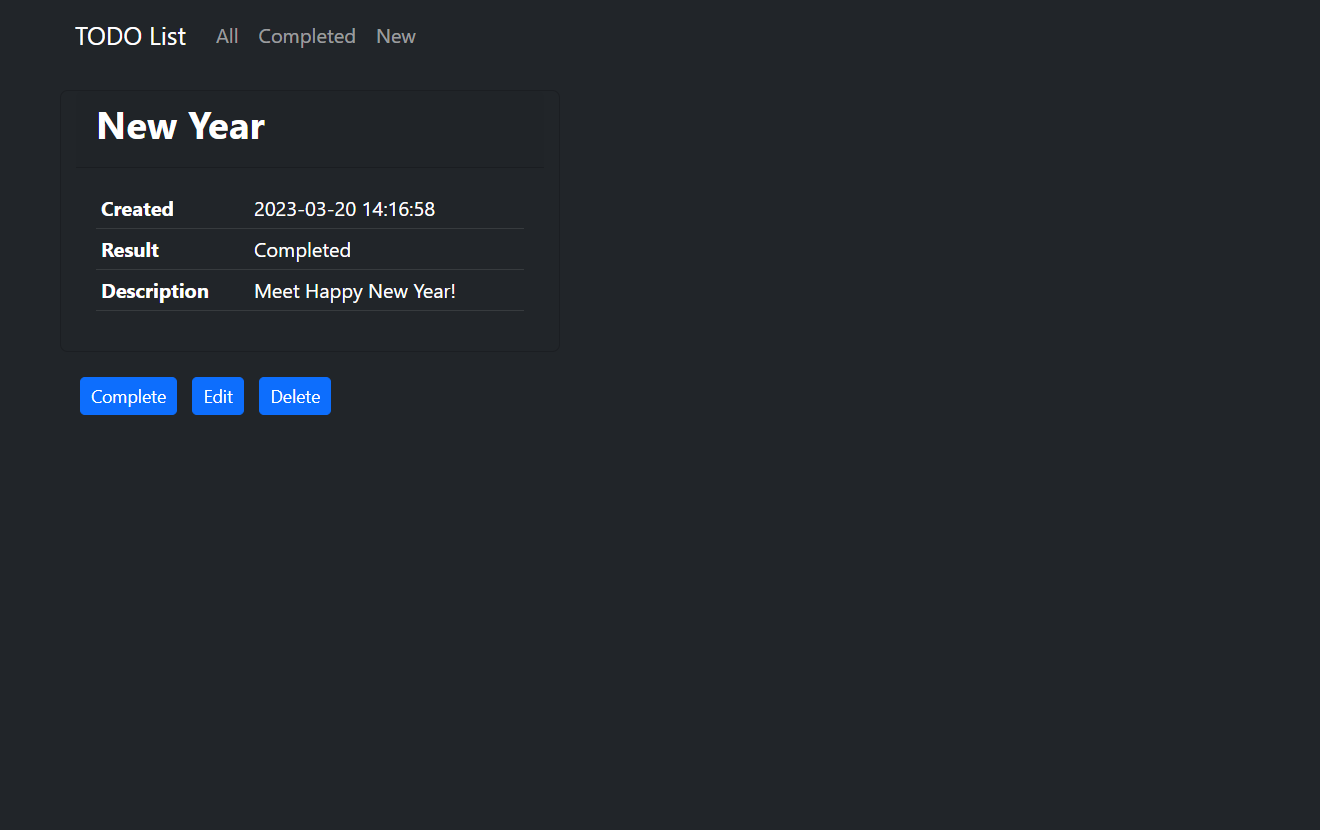 TODO List All Completed New
New Year
Created 2023-03-20 14:16:58
Result Completed
Description Meet Happy New Year!
Complete Edit Delete